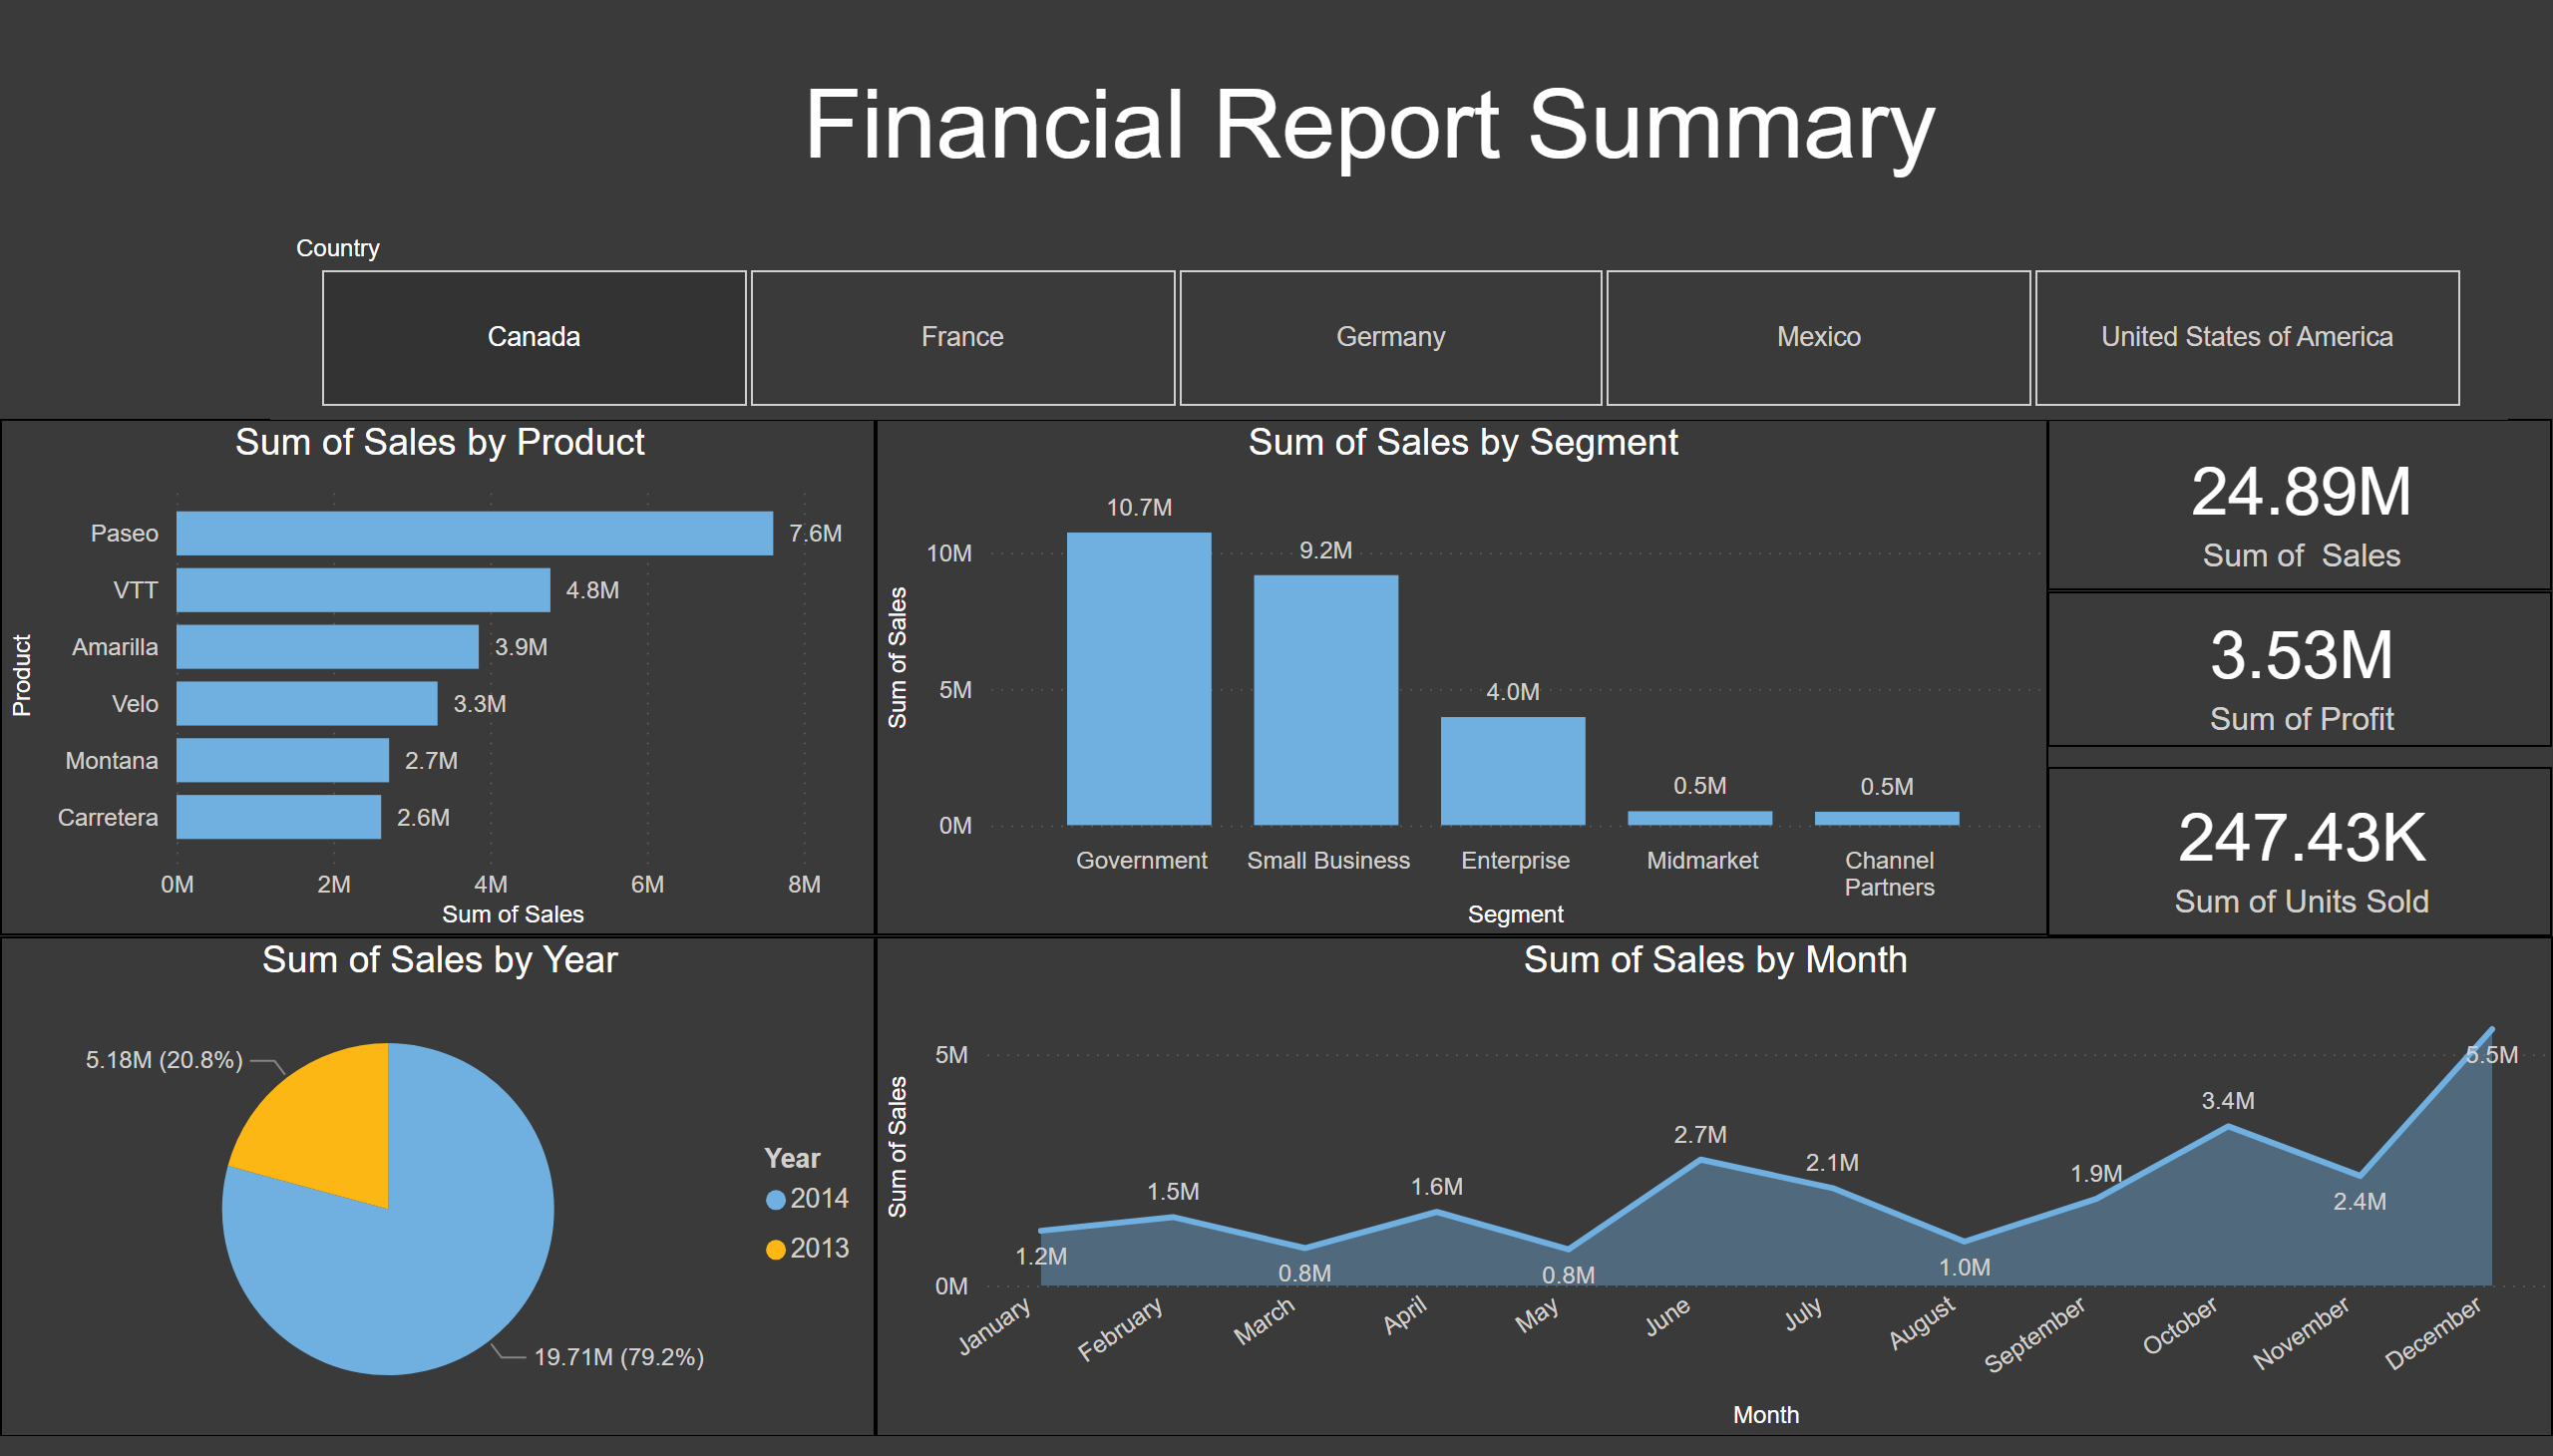 Financial Report Summary
Country
Canada
France
Germany
Mexico
United States of America
Sum of Sales by Product
Product
Paseo
7.6M
VTT
4.8M
Amarilla
3.9M
Velo
3.3M
Montana
2.7M
Carretera
2.6M
0M 2M 4M 6M 8M
Sum of Sales
Sum of Sales by Segment
Sum of Sales
10M
5M
0M
10.7M
9.2M
4.0M
0.5M
0.5M
Government
Small Business
Enterprise
Midmarket
Channel
Partners
Segment
24.89M
Sum of  Sales
3.53M
Sum of Profit
247.43K
Sum of Units Sold
Sum of Sales by Year
5.18M (20.8%)
19.71M (79.2%)
Year
2014
2013
Sum of Sales by Month
Sum of Sales
5M
0M
1.2M
1.5M
0.8M
1.6M
0.8M
2.7M
2.1M
1.0M
1.9M
3.4M
2.4M
5.5M
January
February
March
April
May
June
July
August
September
October
November
December
Month